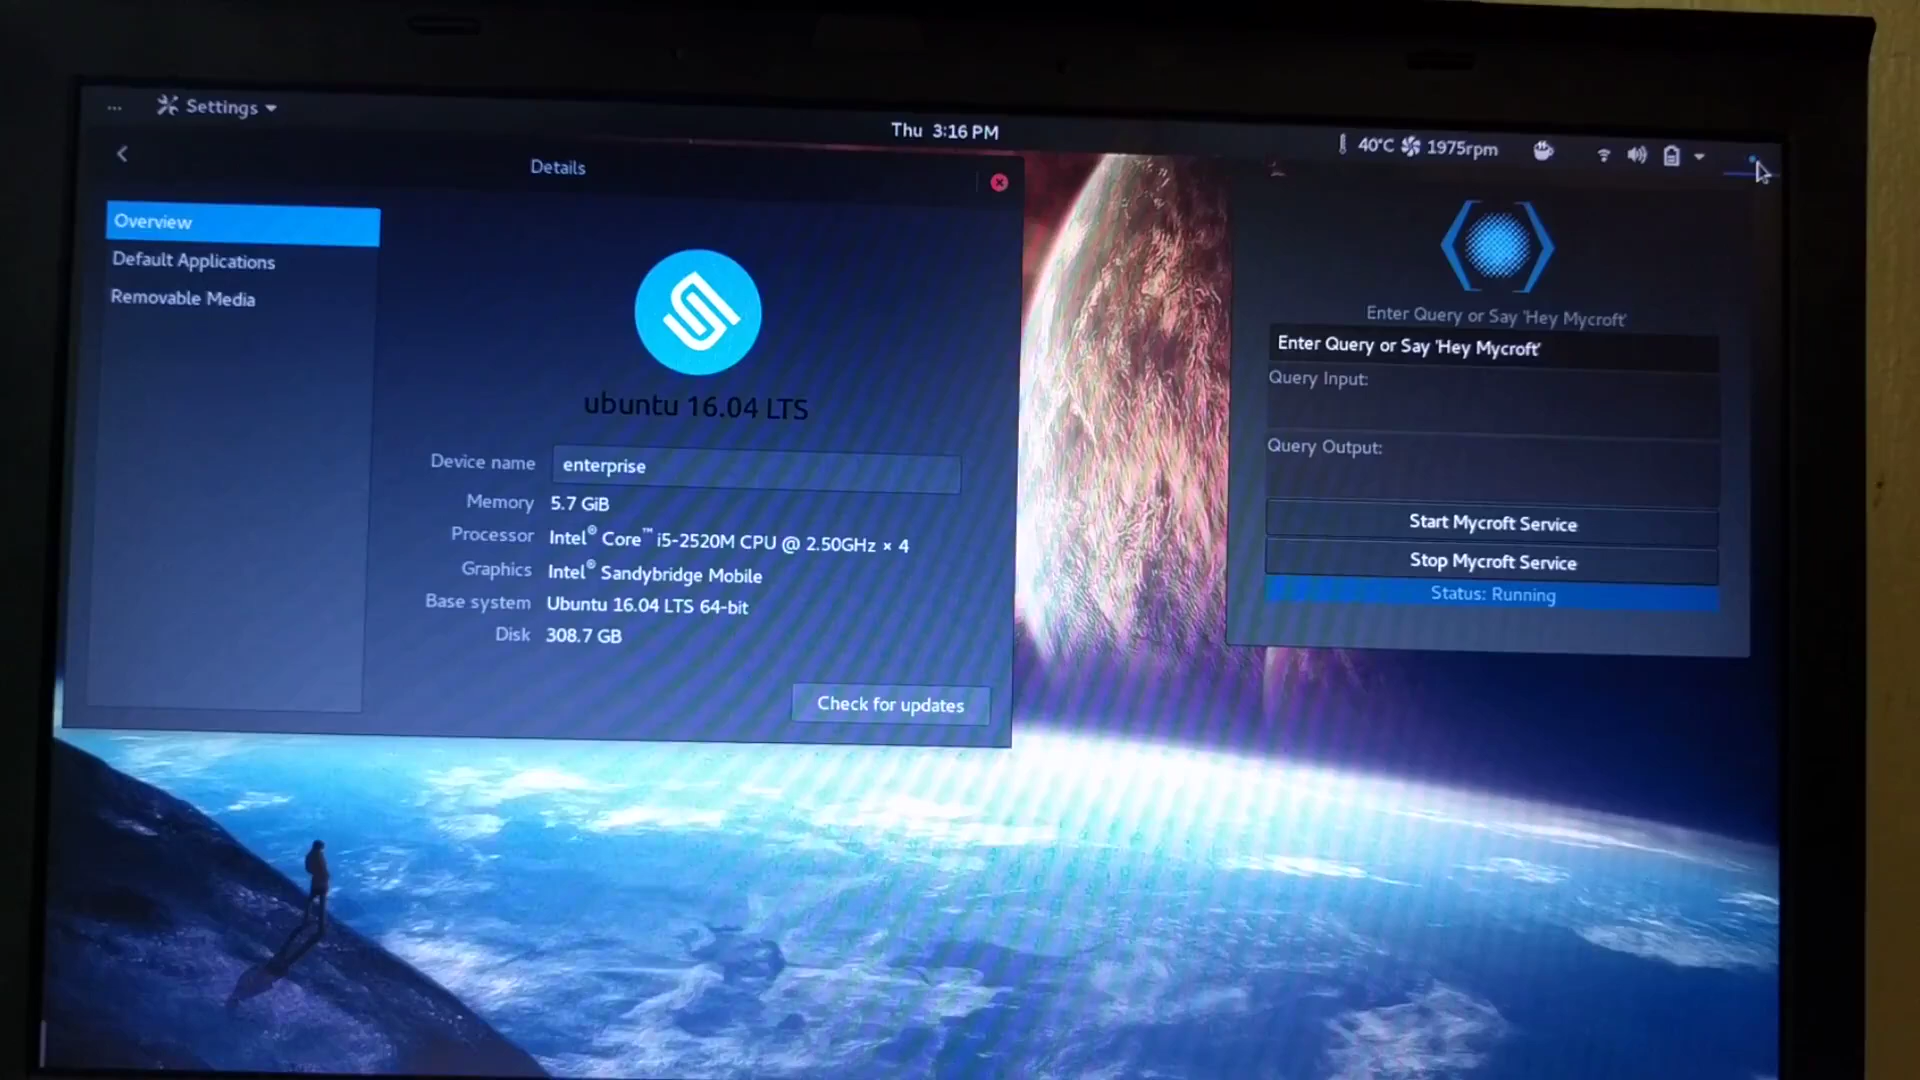 ... Settings
Thu 3:16 PM
40°C 1975rpm
Details
Overview
Default Applications
Removable Media
ubuntu 16.04 LTS
Device name enterprise
Memory 5.7 GiB
Processor Intel® Core™ i5-2520M CPU @ 2.50GHz × 4
Graphics Intel® Sandybridge Mobile
Base system Ubuntu 16.04 LTS 64-bit
Disk 308.7 GB
Check for updates
Enter Query or Say 'Hey Mycroft'
Enter Query or Say 'Hey Mycroft'
Query Input:
Query Output:
Start Mycroft Service
Stop Mycroft Service
Status: Running